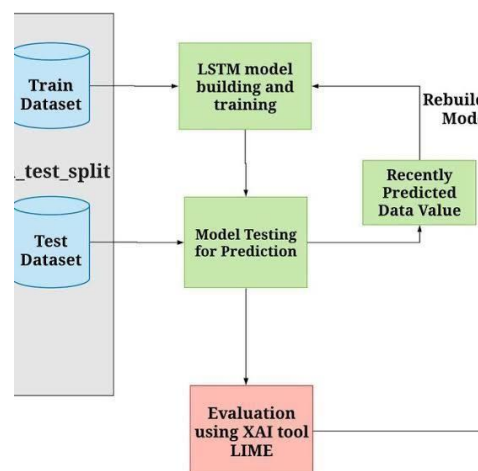 Train
Dataset
LSTM model
building and
training
Rebuild
_test_split
Recently
Predicted
Data Value
Test
Dataset
Model Testing
for Prediction
Evaluation
using XAI tool
LIME